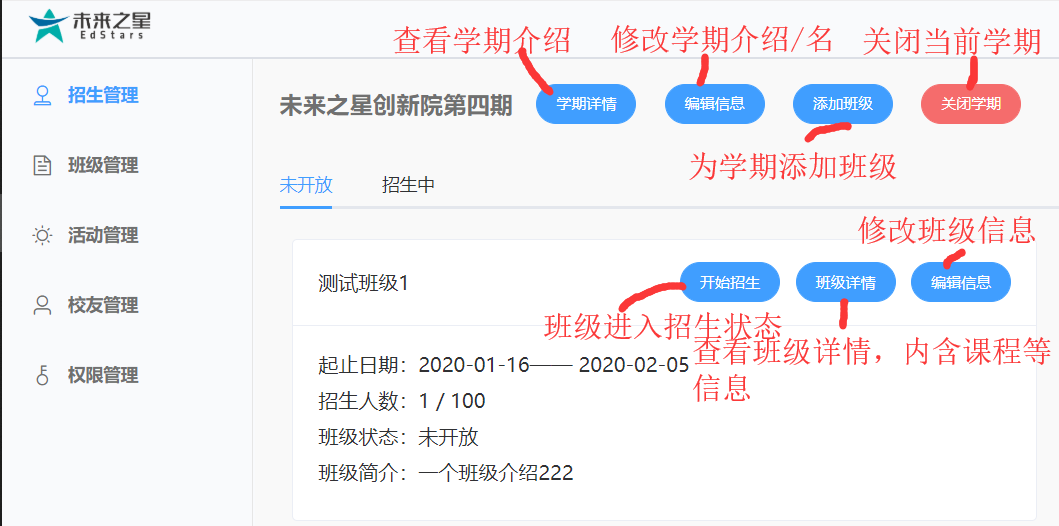 未来之星
EdStars
查看学期介绍
修改学期介绍/名
关闭当前学期
招生管理
未来之星创新院第四期
学期详情
编辑信息
添加班级
关闭学期
班级管理
为学期添加班级
未开放
招生中
活动管理
修改班级信息
测试班级1
开始招生
班级详情
编辑信息
校友管理
班级进入招生状态
查看班级详情，内含课程等
信息
权限管理
起止日期：2020-01-16—— 2020-02-05
招生人数：1 / 100
班级状态：未开放
班级简介：一个班级介绍222